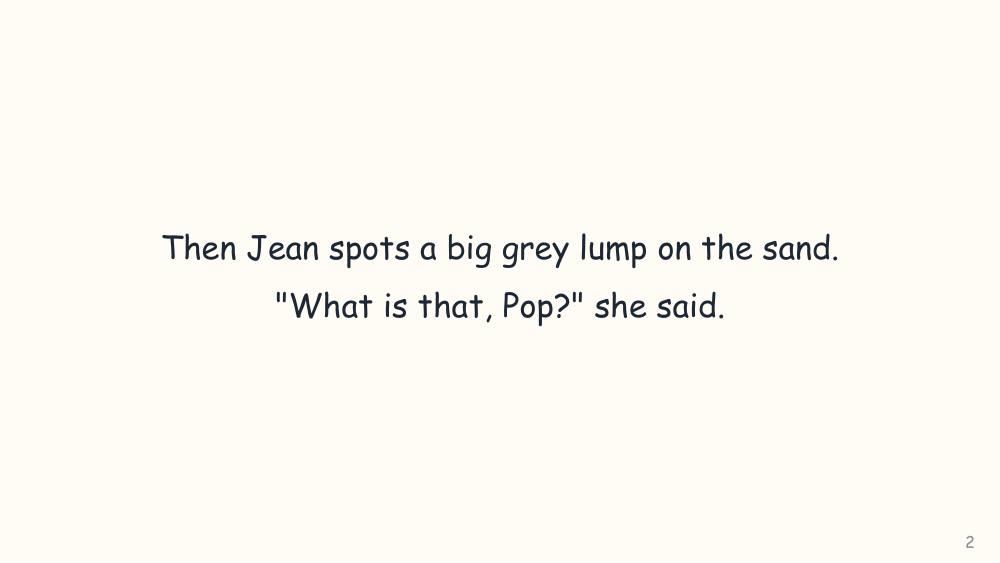 Then Jean spots a big grey lump on the sand.
"What is that, Pop?" she said.
2